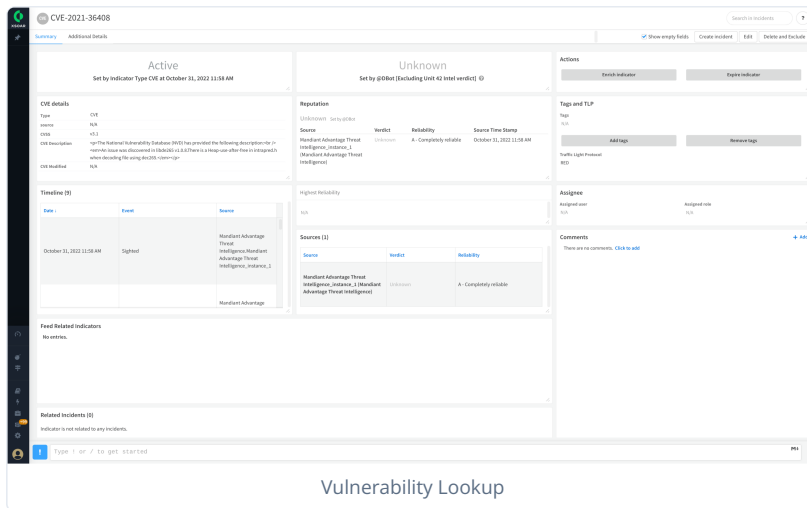 XSOAR
CVE CVE-2021-36408
Search in Incidents
?
Summary Additional Details
Show empty fields Create incident Edit Delete and Exclude
Active
Set by Indicator Type CVE at October 31, 2022 11:58 AM
Unknown
Set by @DBot [Excluding Unit 42 Intel verdict]
Actions
Enrich indicator Expire indicator
CVE details
Type CVE
source N/A
CVSS v3.1
CVE Description <p>The National Vulnerability Database (NVD) has provided the following description:<br />
<em>An issue was discovered in libde265 v1.0.8.There is a Heap-use-after-free in intrapred.h
when decoding file using dec265.</em></p>
CVE Modified N/A
Reputation
Unknown Set by @DBot
Source Verdict Reliability Source Time Stamp
Mandiant Advantage Threat Unknown A - Completely reliable October 31, 2022 11:58 AM
Intelligence_instance_1
(Mandiant Advantage Threat
Intelligence)
Tags and TLP
Tags
N/A
Add tags Remove tags
Traffic Light Protocol
RED
Timeline (9)
Date Event Source
October 31, 2022 11:58 AM Sighted Mandiant Advantage
Threat
Intelligence,Mandiant
Advantage Threat
Intelligence_instance_1
Mandiant Advantage
Highest Reliability
N/A
Sources (1)
Source Verdict Reliability
Mandiant Advantage Threat
Intelligence_instance_1 (Mandiant Unknown A - Completely reliable
Advantage Threat Intelligence)
Assignee
Assigned user Assigned role
N/A N/A
Comments + Add
There are no comments. Click to add
Feed Related Indicators
No entries.
Related Incidents (0)
Indicator is not related to any incidents.
! Type ! or / to get started
Vulnerability Lookup